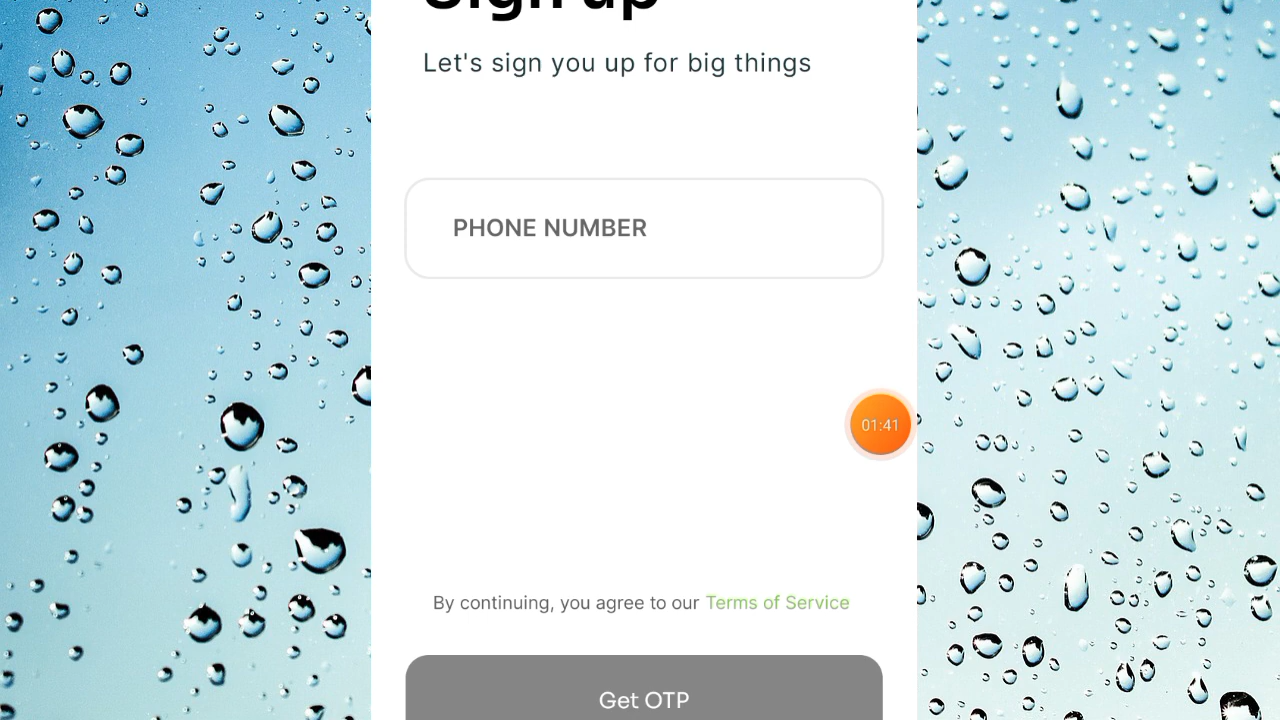 Sign up
Let's sign you up for big things
PHONE NUMBER
01:41
By continuing, you agree to our Terms of Service
Get OTP